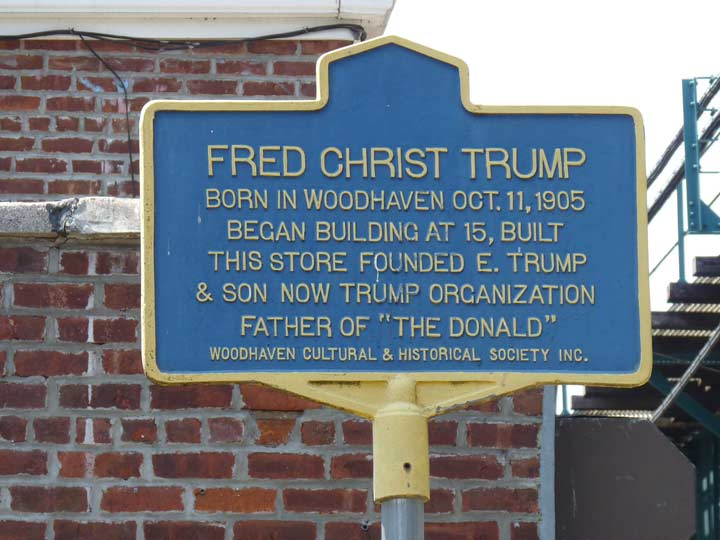 FRED CHRIST TRUMP
BORN IN WOODHAVEN OCT. 11, 1905
BEGAN BUILDING AT 15, BUILT
THIS STORE FOUNDED E. TRUMP
& SON NOW TRUMP ORGANIZATION
FATHER OF "THE DONALD"
WOODHAVEN CULTURAL & HISTORICAL SOCIETY INC.